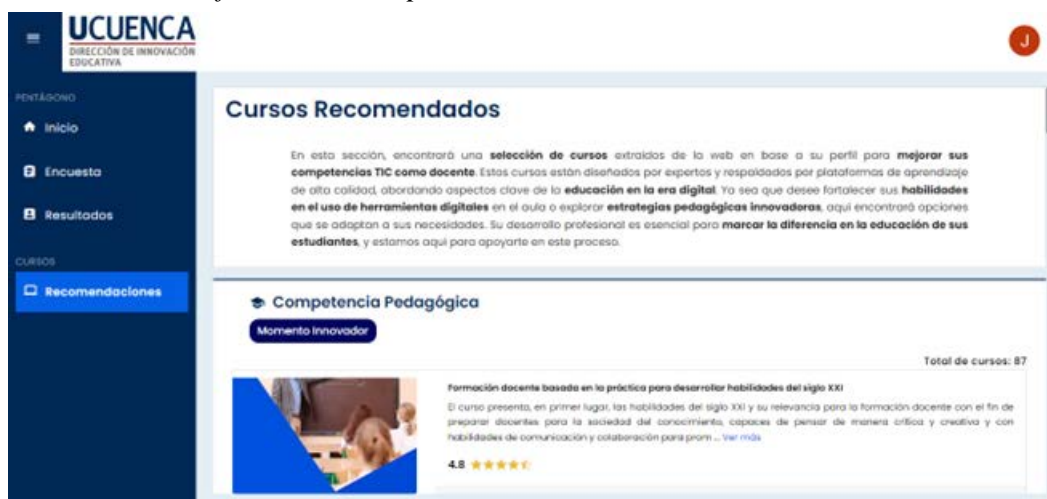 UCUENCA
DIRECCIÓN DE INNOVACIÓN
EDUCATIVA
J
PENTÁGONO
Inicio
Encuesta
Resultados
CURSOS
Recomendaciones
Cursos Recomendados
En esta sección, encontrará una selección de cursos extraídos de la web en base a su perfil para mejorar sus
competencias TIC como docente. Estos cursos están diseñados por expertos y respaldados por plataformas de aprendizaje
de alta calidad, abordando aspectos clave de la educación en la era digital. Ya sea que desee fortalecer sus habilidades
en el uso de herramientas digitales en el aula o explorar estrategias pedagógicas innovadoras, aquí encontrará opciones
que se adaptan a sus necesidades. Su desarrollo profesional es esencial para marcar la diferencia en la educación de sus
estudiantes, y estamos aquí para apoyarte en este proceso.
Competencia Pedagógica
Momento Innovador
Total de cursos: 87
Formación docente basada en la práctica para desarrollar habilidades del siglo XXI
El curso presenta, en primer lugar, las habilidades del siglo XXI y su relevancia para la formación docente con el fin de
preparar docentes para la sociedad del conocimiento, capaces de pensar de manera crítica y creativa y con
habilidades de comunicación y colaboración para prom ... Ver más
4.8